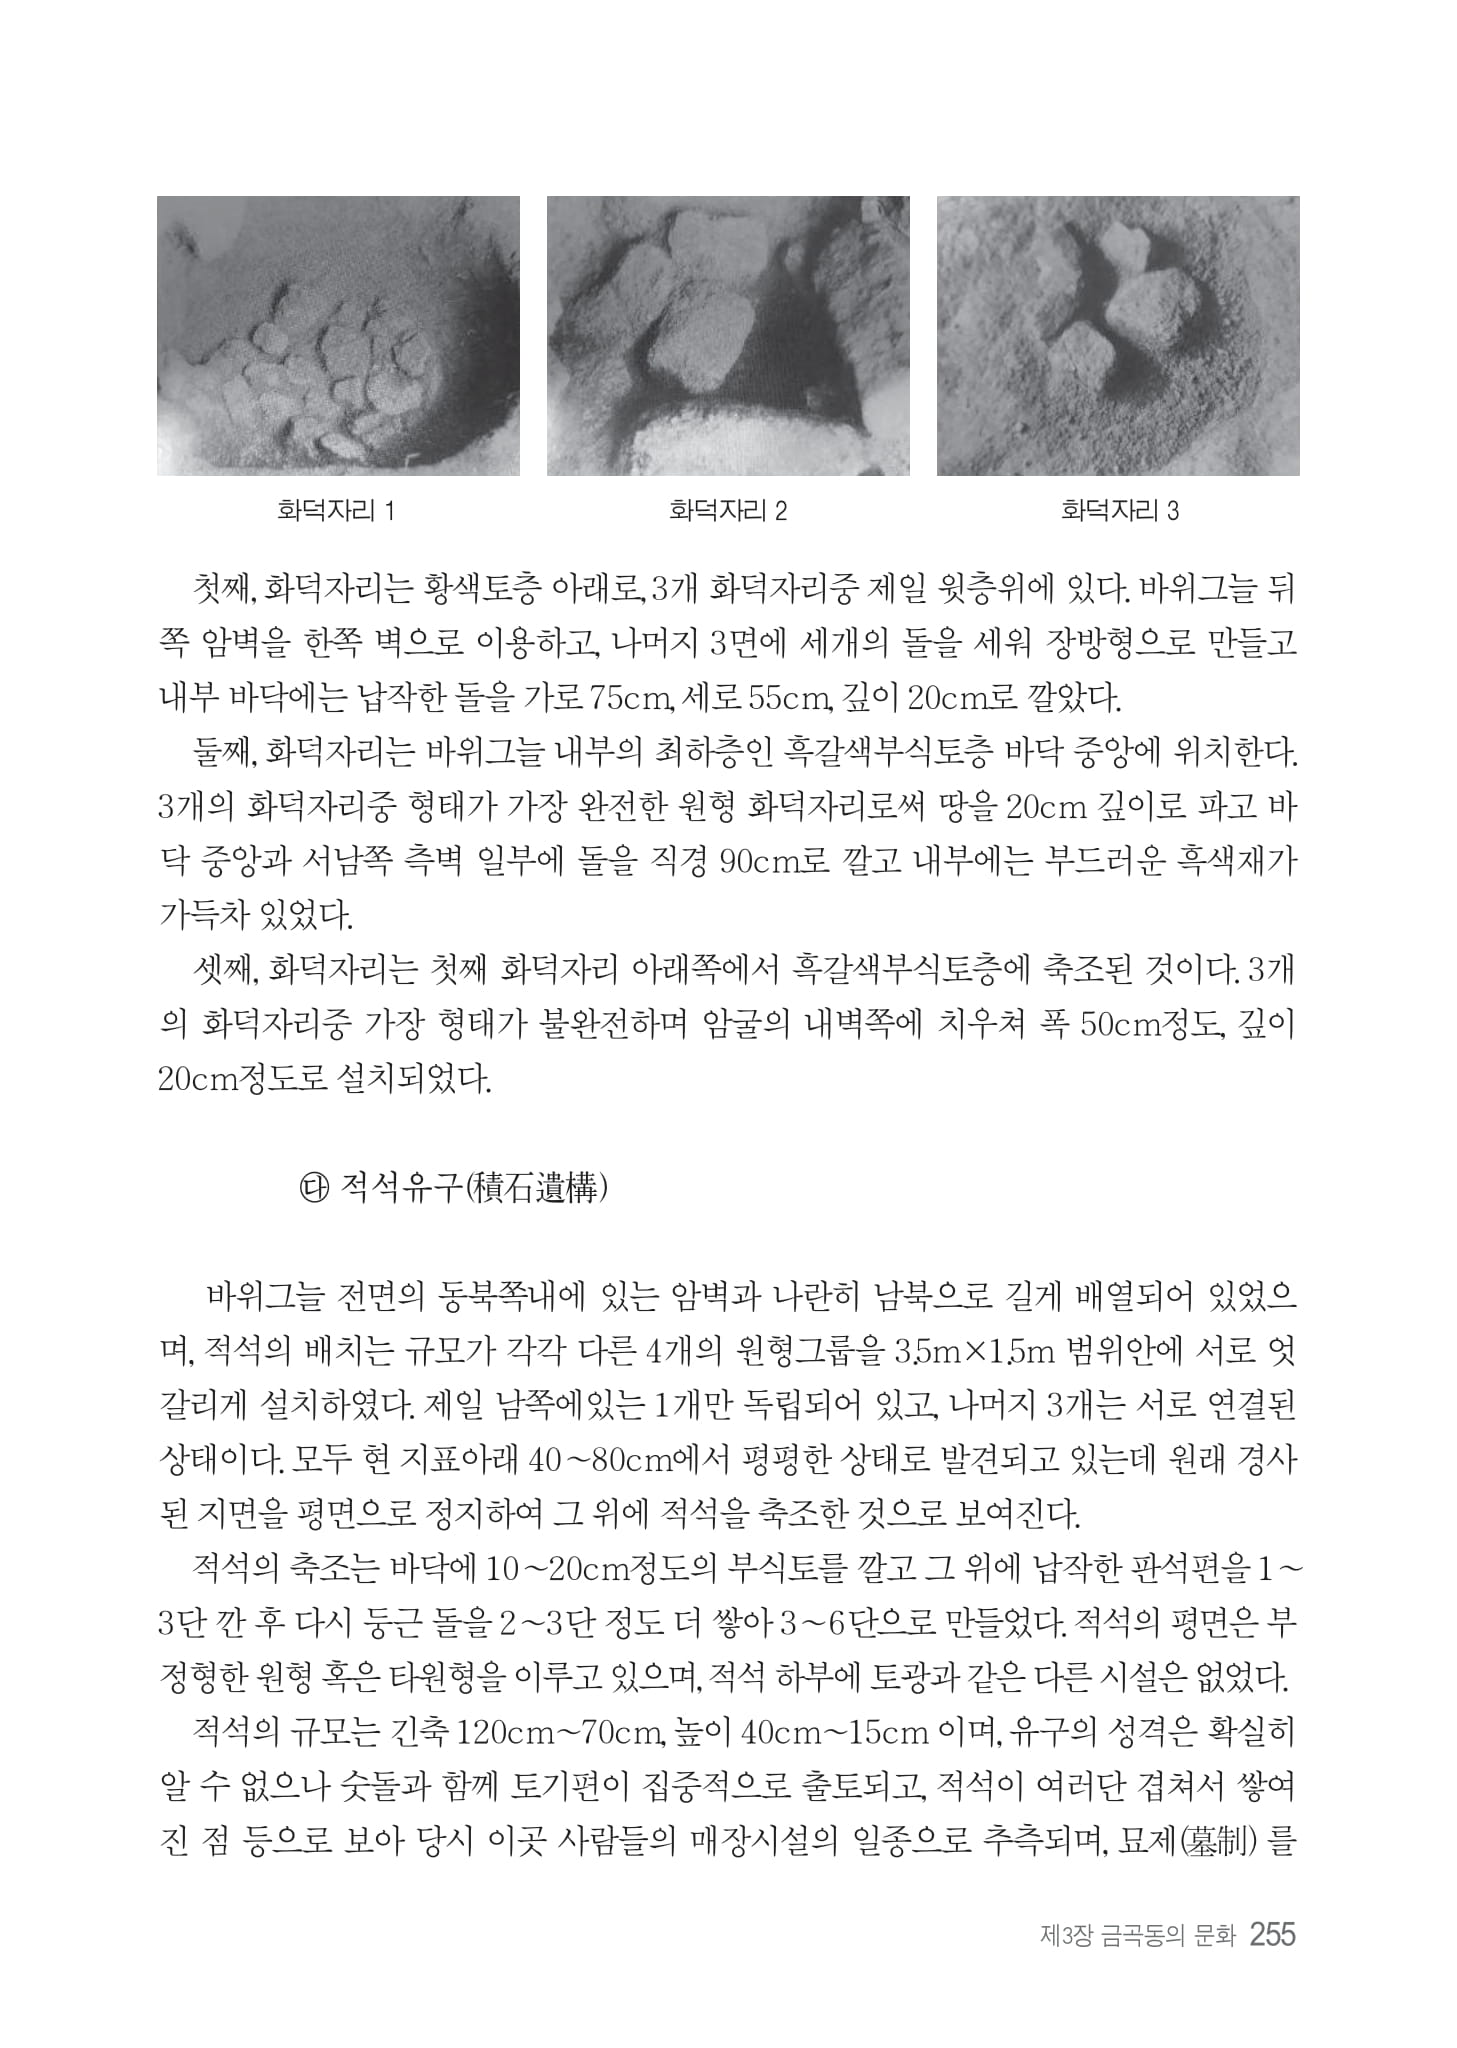 화덕자리 1
화덕자리 2
화덕자리 3
첫째, 화덕자리는 황색토층 아래로, 3개 화덕자리중 제일 윗층위에 있다. 바위그늘 뒤
쪽 암벽을 한쪽 벽으로 이용하고, 나머지 3면에 세개의 돌을 세워 장방형으로 만들고
내부 바닥에는 납작한 돌을 가로 75cm, 세로 55cm, 깊이 20cm로 깔았다.
둘째, 화덕자리는 바위그늘 내부의 최하층인 흑갈색부식토층 바닥 중앙에 위치한다.
3개의 화덕자리중 형태가 가장 완전한 원형 화덕자리로써 땅을 20cm 깊이로 파고 바
닥 중앙과 서남쪽 측벽 일부에 돌을 직경 90cm로 깔고 내부에는 부드러운 흑색재가
가득차 있었다.
셋째, 화덕자리는 첫째 화덕자리 아래쪽에서 흑갈색부식토층에 축조된 것이다. 3개
의 화덕자리중 가장 형태가 불완전하며 암굴의 내벽쪽에 치우쳐 폭 50cm정도, 깊이
20cm정도로 설치되었다.
㉰ 적석유구(積石遺構)
바위그늘 전면의 동북쪽내에 있는 암벽과 나란히 남북으로 길게 배열되어 있었으
며, 적석의 배치는 규모가 각각 다른 4개의 원형그룹을 3.5m×1.5m 범위안에 서로 엇
갈리게 설치하였다. 제일 남쪽에있는 1개만 독립되어 있고, 나머지 3개는 서로 연결된
상태이다. 모두 현 지표아래 40~80cm에서 평평한 상태로 발견되고 있는데 원래 경사
된 지면을 평면으로 정지하여 그 위에 적석을 축조한 것으로 보여진다.
적석의 축조는 바닥에 10~20cm정도의 부식토를 깔고 그 위에 납작한 판석편을 1~
3단 깐 후 다시 둥근 돌을 2~3단 정도 더 쌓아 3~6단으로 만들었다. 적석의 평면은 부
정형한 원형 혹은 타원형을 이루고 있으며, 적석 하부에 토광과 같은 다른 시설은 없었다.
적석의 규모는 긴축 120cm~70cm, 높이 40cm~15cm 이며, 유구의 성격은 확실히
알 수 없으나 숫돌과 함께 토기편이 집중적으로 출토되고, 적석이 여러단 겹쳐서 쌓여
진 점 등으로 보아 당시 이곳 사람들의 매장시설의 일종으로 추측되며, 묘제(墓制) 를
제3장 금곡동의 문화 255